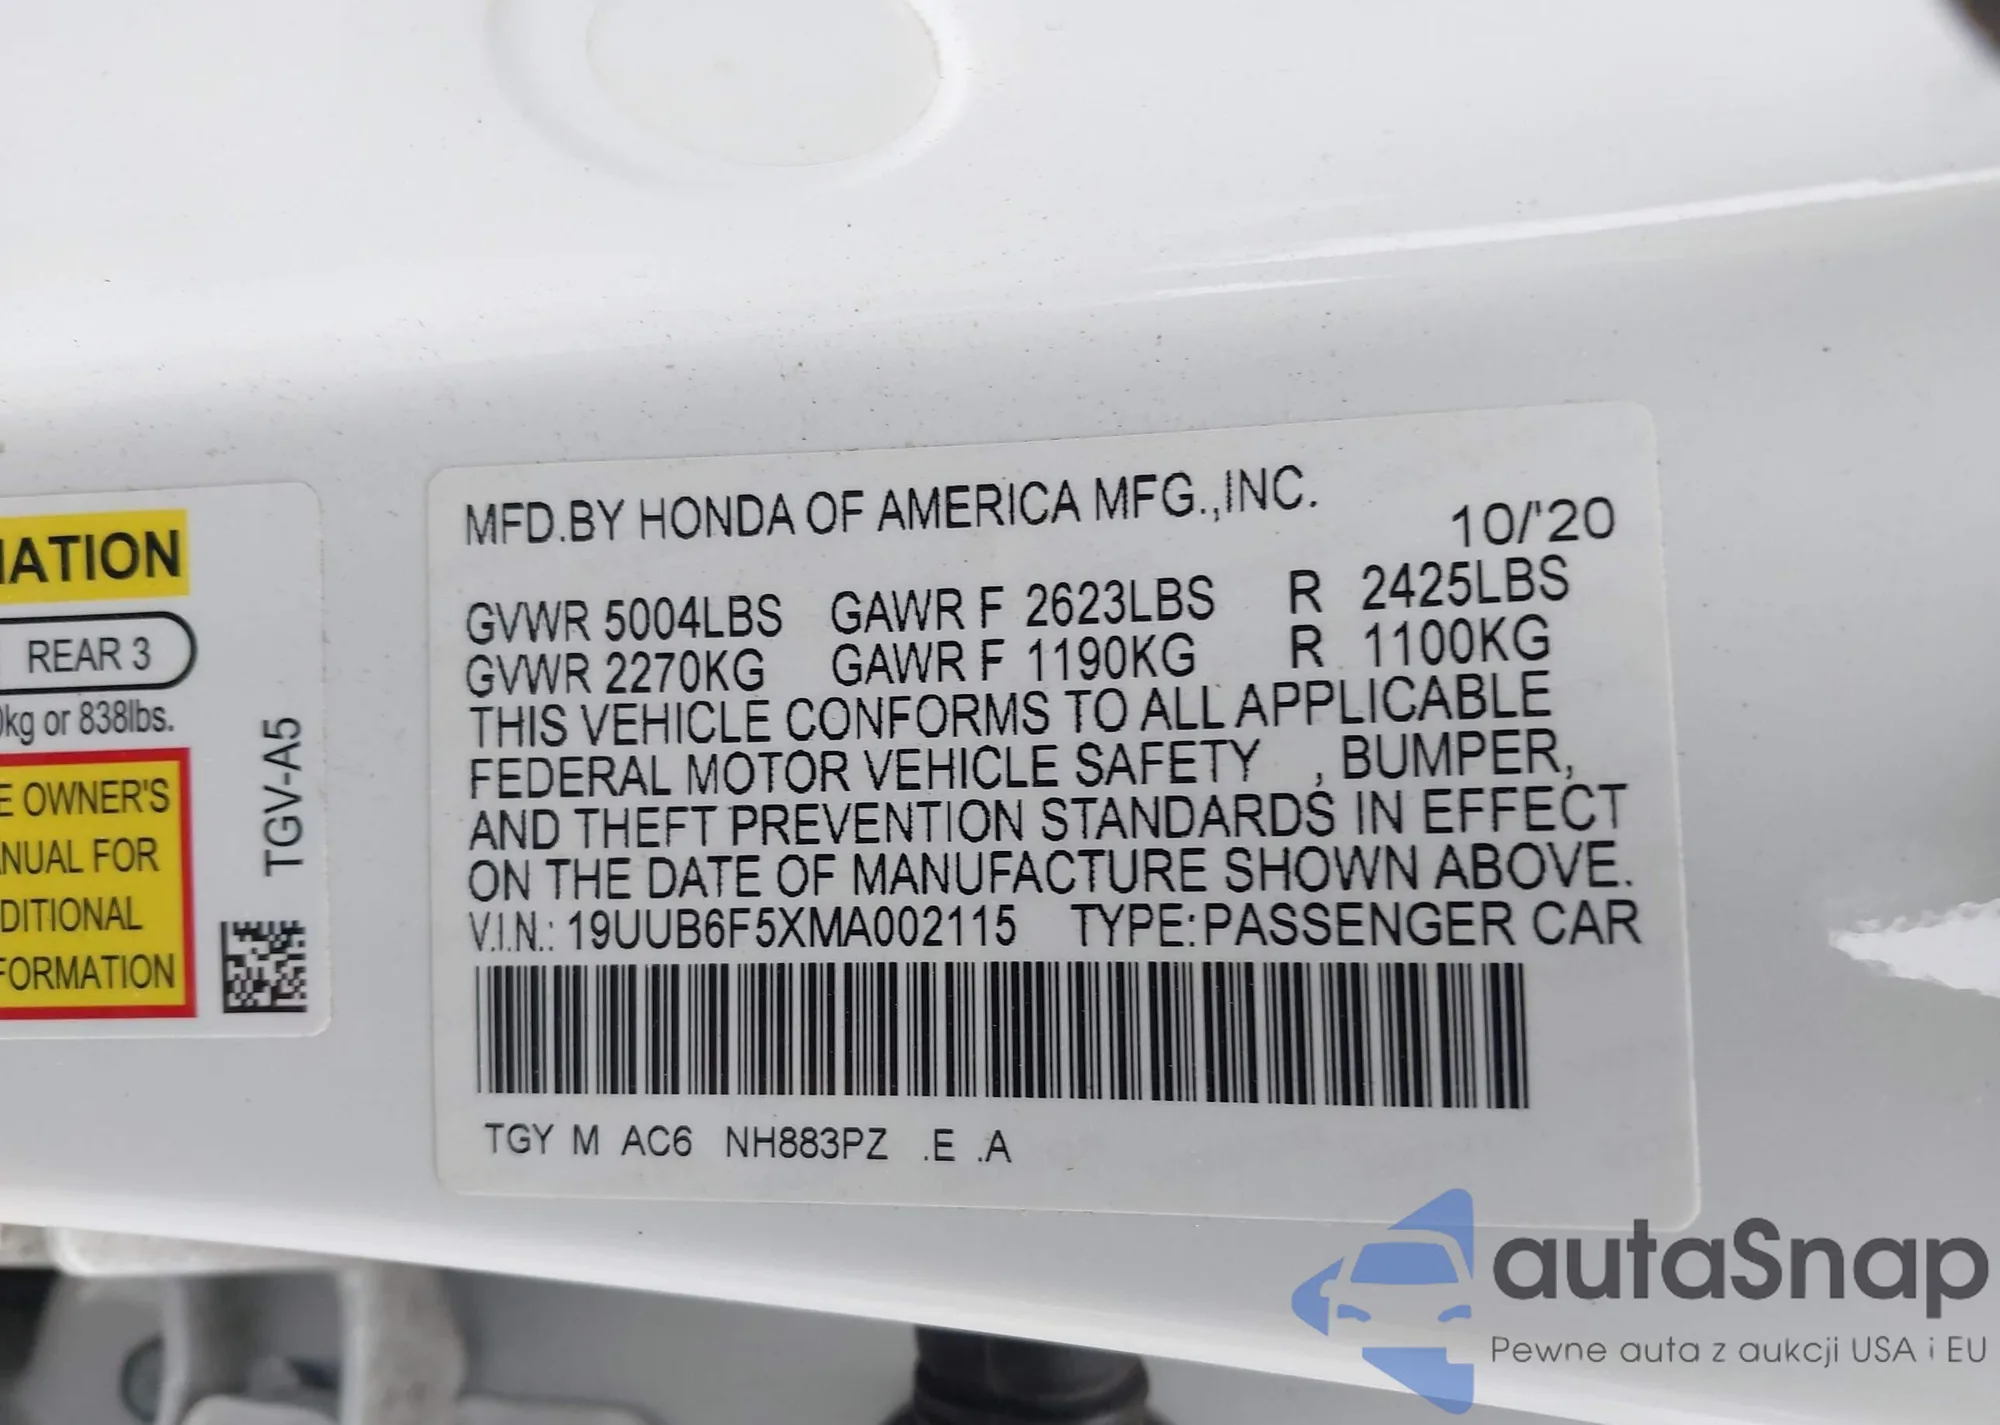 MATION
REAR 3
0kg or 838lbs.
E OWNER'S
ANUAL FOR
DITIONAL
FORMATION
TGV-A5
MFD.BY HONDA OF AMERICA MFG.,INC.
10/'20
GVWR 5004LBS GAWR F 2623LBS R 2425LBS
GVWR 2270KG GAWR F 1190KG R 1100KG
THIS VEHICLE CONFORMS TO ALL APPLICABLE
FEDERAL MOTOR VEHICLE SAFETY , BUMPER,
AND THEFT PREVENTION STANDARDS IN EFFECT
ON THE DATE OF MANUFACTURE SHOWN ABOVE.
V.I.N.: 19UUB6F5XMA002115 TYPE:PASSENGER CAR
TGY M AC6 NH883PZ .E .A
autaSnap
Pewne auta z aukcji USA i EU